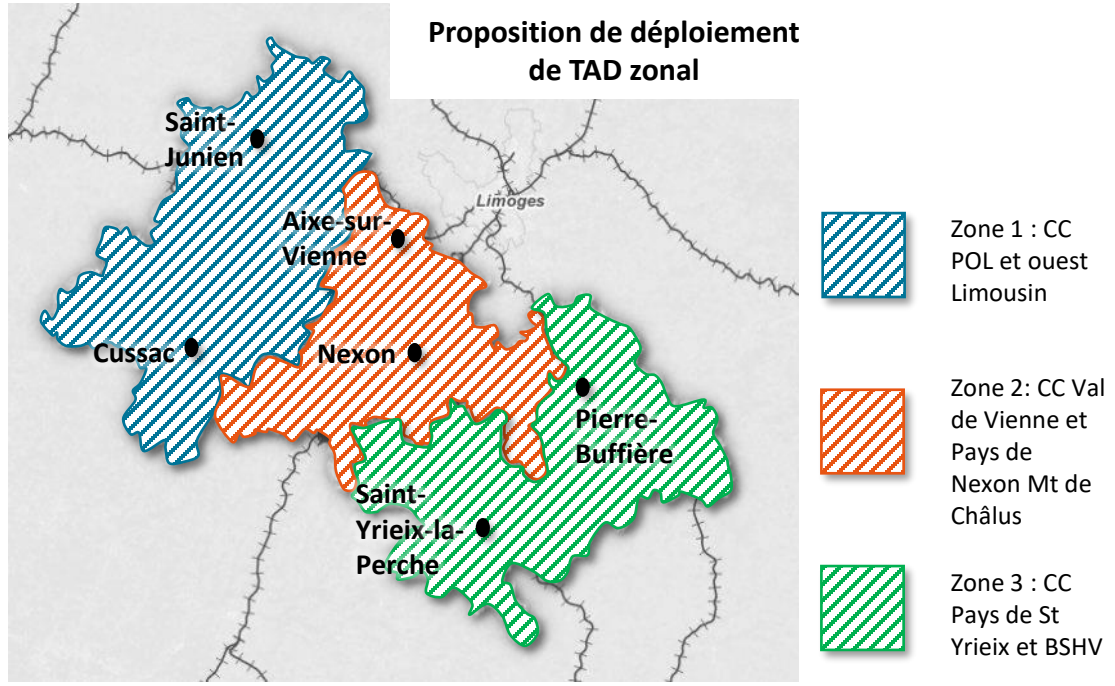 Proposition de déploiement
de TAD zonal
Saint-
Junien
Limoges
Aixe-sur-
Vienne
Cussac
Nexon
Pierre-
Buffière
Saint-
Yrieix-la-
Perche
Zone 1 : CC
POL et ouest
Limousin
Zone 2: CC Val
de Vienne et
Pays de
Nexon Mt de
Châlus
Zone 3 : CC
Pays de St
Yrieix et BSHV